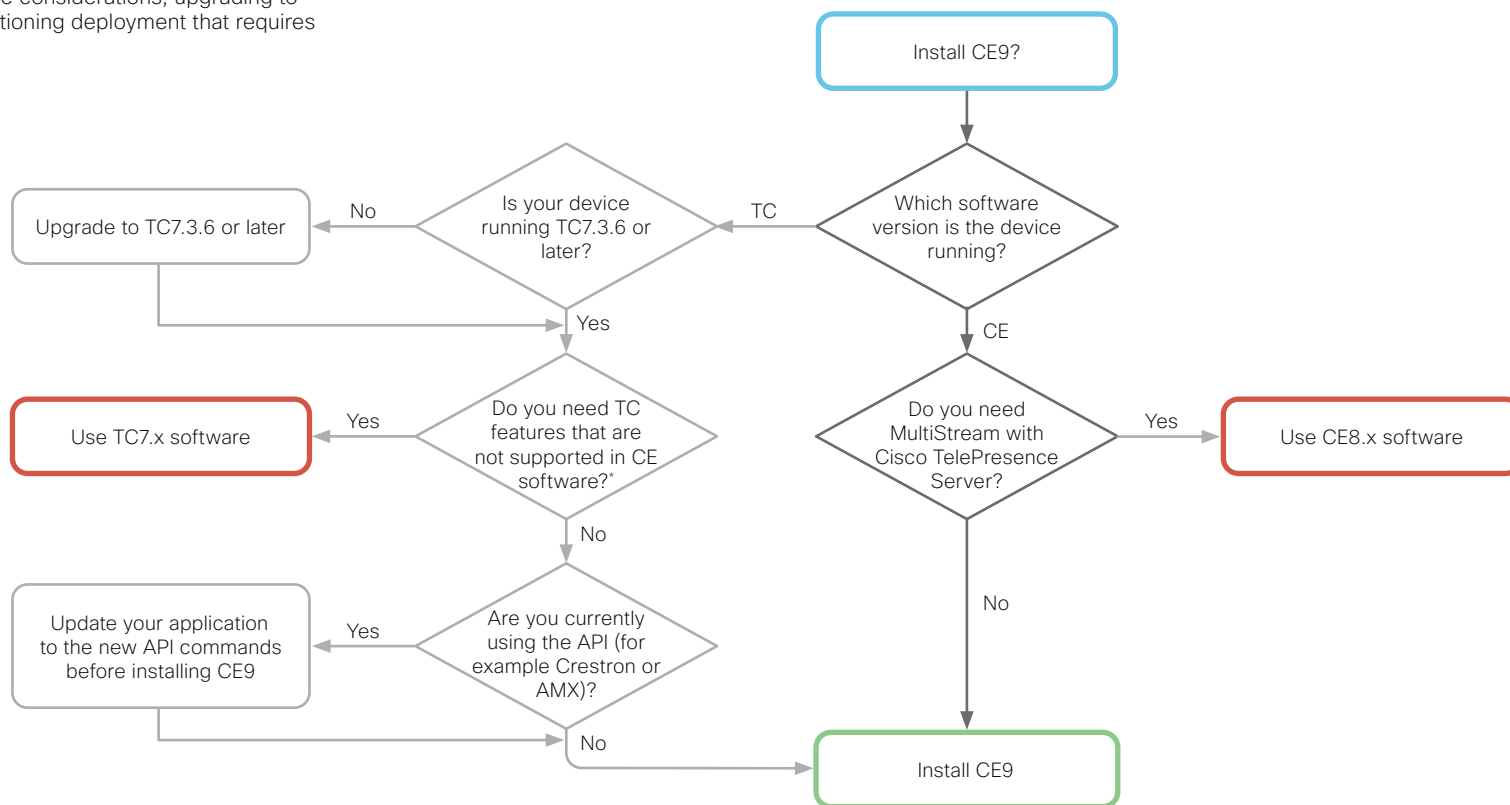 e considerations, upgrading to
tioning deployment that requires
Install CE9?
Which software
version is the device
running?
TC
Is your device
running TC7.3.6 or
later?
No
Upgrade to TC7.3.6 or later
Yes
CE
Do you need TC
features that are
not supported in CE
software?*
Yes
Use TC7.x software
Do you need
MultiStream with
Cisco TelePresence
Server?
Yes
Use CE8.x software
No
Are you currently
using the API (for
example Crestron or
AMX)?
Yes
Update your application
to the new API commands
before installing CE9
No
No
Install CE9